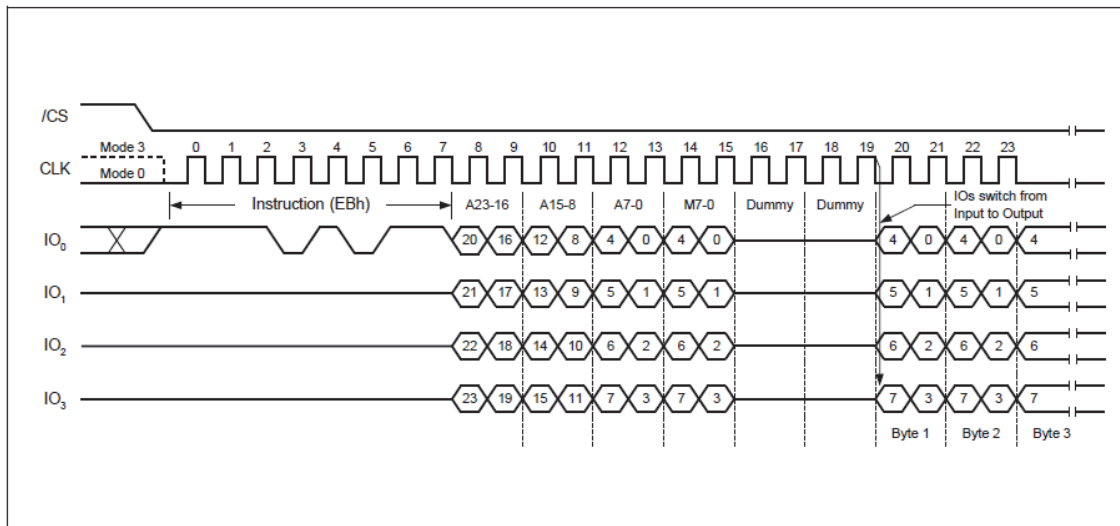 /CS
Mode 3 0 1 2 3 4 5 6 7 8 9 10 11 12 13 14 15 16 17 18 19 20 21 22 23
CLK
Mode 0
Instruction (EBh) A23-16 A15-8 A7-0 M7-0 Dummy Dummy IOs switch from
Input to Output
IO0 20 16 12 8 4 0 4 0 4 0 4 0 4
IO1 21 17 13 9 5 1 5 1 5 1 5 1 5
IO2 22 18 14 10 6 2 6 2 6 2 6 2 6
IO3 23 19 15 11 7 3 7 3 7 3 7 3 7
Byte 1 Byte 2 Byte 3